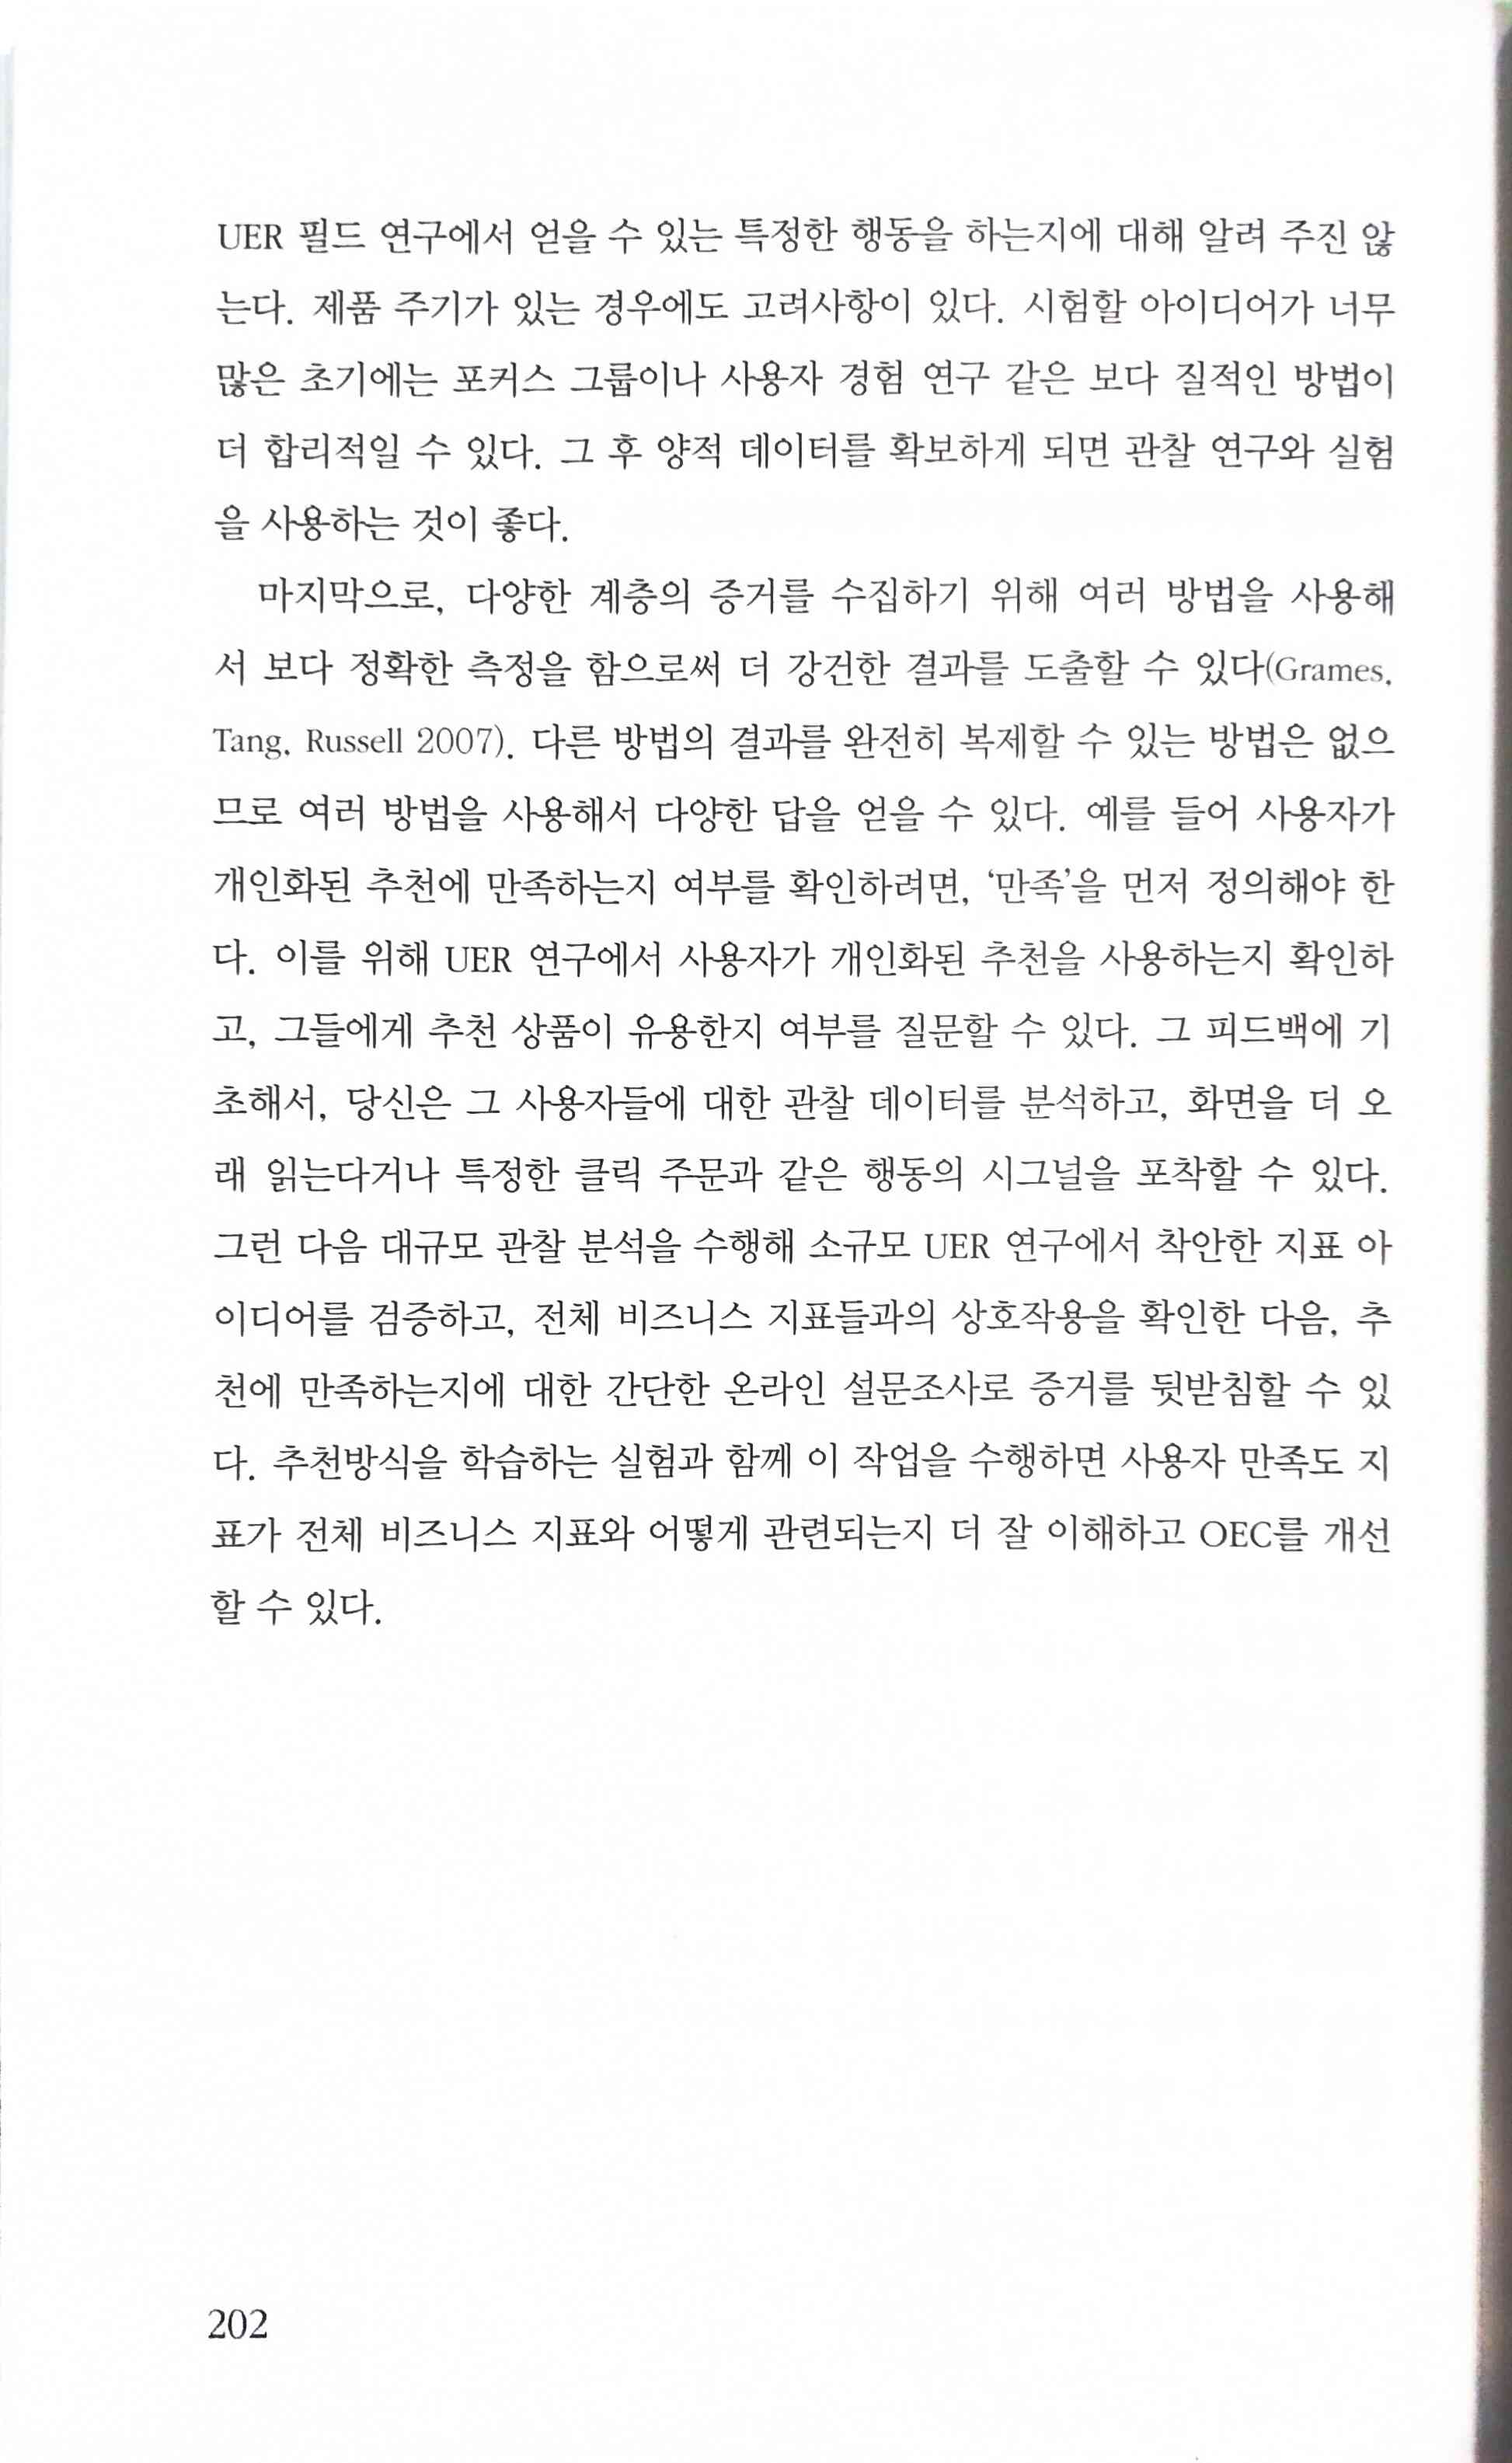 UER 필드 연구에서 얻을 수 있는 특정한 행동을 하는지에 대해 알려 주진 않
는다. 제품 주기가 있는 경우에도 고려사항이 있다. 시험할 아이디어가 너무
많은 초기에는 포커스 그룹이나 사용자 경험 연구 같은 보다 질적인 방법이
더 합리적일 수 있다. 그 후 양적 데이터를 확보하게 되면 관찰 연구와 실험
을 사용하는 것이 좋다.
마지막으로, 다양한 계층의 증거를 수집하기 위해 여러 방법을 사용해
서 보다 정확한 측정을 함으로써 더 강건한 결과를 도출할 수 있다(Grames,
Tang, Russell 2007). 다른 방법의 결과를 완전히 복제할 수 있는 방법은 없으
므로 여러 방법을 사용해서 다양한 답을 얻을 수 있다. 예를 들어 사용자가
개인화된 추천에 만족하는지 여부를 확인하려면, ‘만족’을 먼저 정의해야 한
다. 이를 위해 UER 연구에서 사용자가 개인화된 추천을 사용하는지 확인하
고, 그들에게 추천 상품이 유용한지 여부를 질문할 수 있다. 그 피드백에 기
초해서, 당신은 그 사용자들에 대한 관찰 데이터를 분석하고, 화면을 더 오
래 읽는다거나 특정한 클릭 주문과 같은 행동의 시그널을 포착할 수 있다.
그런 다음 대규모 관찰 분석을 수행해 소규모 UER 연구에서 착안한 지표 아
이디어를 검증하고, 전체 비즈니스 지표들과의 상호작용을 확인한 다음, 추
천에 만족하는지에 대한 간단한 온라인 설문조사로 증거를 뒷받침할 수 있
다. 추천방식을 학습하는 실험과 함께 이 작업을 수행하면 사용자 만족도 지
표가 전체 비즈니스 지표와 어떻게 관련되는지 더 잘 이해하고 OEC를 개선
할 수 있다.
202